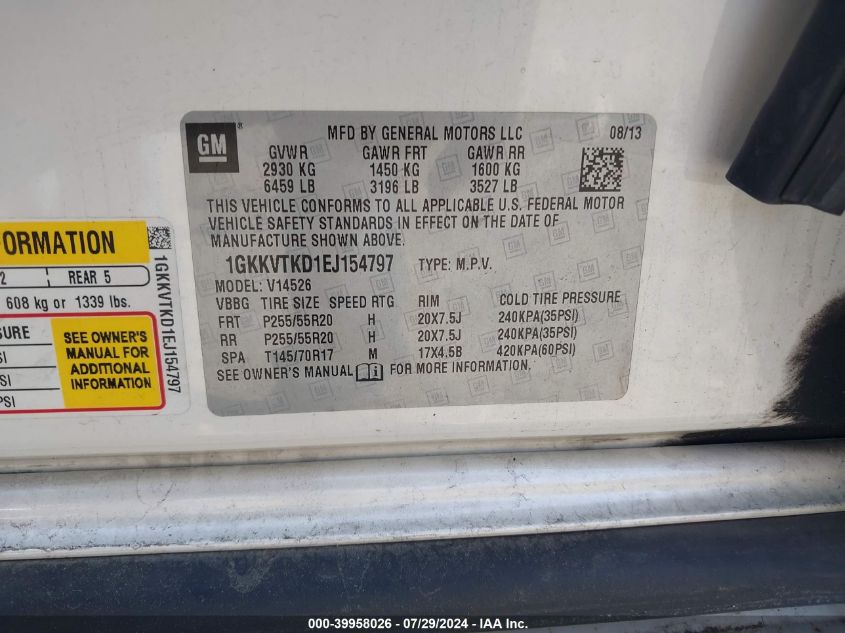 GM
MFD BY GENERAL MOTORS LLC 08/13
GVWR GAWR FRT GAWR RR
2930 KG 1450 KG 1600 KG
6459 LB 3196 LB 3527 LB
THIS VEHICLE CONFORMS TO ALL APPLICABLE U.S. FEDERAL MOTOR
VEHICLE SAFETY STANDARDS IN EFFECT ON THE DATE OF
MANUFACTURE SHOWN ABOVE.
1GKKVTKD1EJ154797 TYPE: M.P.V.
MODEL: V14526
VBBG TIRE SIZE SPEED RTG RIM COLD TIRE PRESSURE
FRT P255/55R20 H 20X7.5J 240KPA(35PSI)
RR P255/55R20 H 20X7.5J 240KPA(35PSI)
SPA T145/70R17 M 17X4.5B 420KPA(60PSI)
SEE OWNER'S MANUAL FOR MORE INFORMATION.
FORMATION
2 REAR 5
608 kg or 1339 lbs.
SURE
PSI
PSI
PSI
SEE OWNER'S
MANUAL FOR
ADDITIONAL
INFORMATION
1GKKVTKD1EJ154797
000-39958026 - 07/29/2024 - IAA Inc.